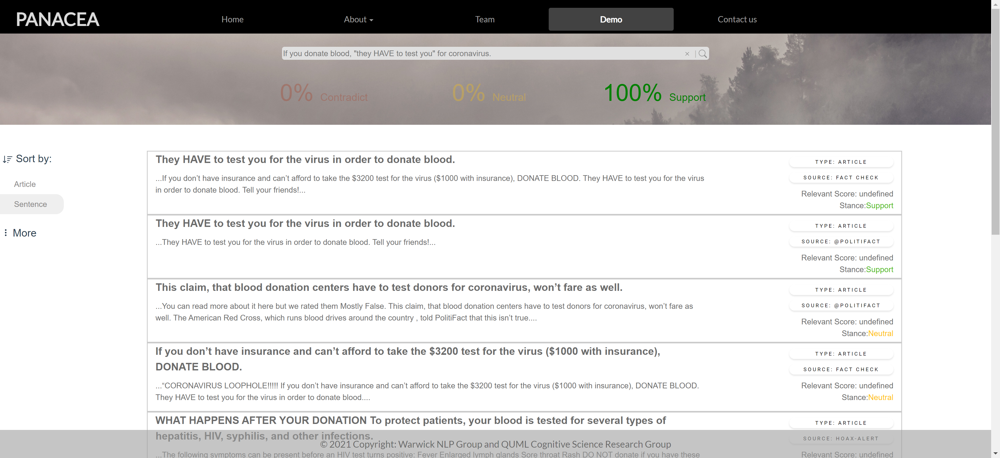 PANACEA
Home
About
Team
Demo
Contact us
If you donate blood, "they HAVE to test you" for coronavirus.
0% Contradict
0% Neutral
100% Support
Sort by:
Article
Sentence
More
They HAVE to test you for the virus in order to donate blood.
...If you don’t have insurance and can’t afford to take the $3200 test for the virus ($1000 with insurance), DONATE BLOOD. They HAVE to test you for the virus
in order to donate blood. Tell your friends!...
TYPE: ARTICLE
SOURCE: FACT CHECK
Relevant Score: undefined
Stance:Support
They HAVE to test you for the virus in order to donate blood.
...They HAVE to test you for the virus in order to donate blood. Tell your friends!...
TYPE: ARTICLE
SOURCE: @POLITIFACT
Relevant Score: undefined
Stance:Support
This claim, that blood donation centers have to test donors for coronavirus, won’t fare as well.
...You can read more about it here but we rated them Mostly False. This claim, that blood donation centers have to test donors for coronavirus, won’t fare as
well. The American Red Cross, which runs blood drives around the country , told PolitiFact that this isn’t true....
TYPE: ARTICLE
SOURCE: @POLITIFACT
Relevant Score: undefined
Stance:Neutral
If you don’t have insurance and can’t afford to take the $3200 test for the virus ($1000 with insurance),
DONATE BLOOD.
...“CORONAVIRUS LOOPHOLE!!!!! If you don’t have insurance and can’t afford to take the $3200 test for the virus ($1000 with insurance), DONATE BLOOD.
They HAVE to test you for the virus in order to donate blood....
TYPE: ARTICLE
SOURCE: FACT CHECK
Relevant Score: undefined
Stance:Neutral
WHAT HAPPENS AFTER YOUR DONATION To protect patients, your blood is tested for several types of
hepatitis, HIV, syphilis, and other infections.
...The following symptoms can be present before an HIV test turns positive: Fever Enlarged lymph glands Sore throat Rash DO NOT donate if you have these
TYPE: ARTICLE
SOURCE: HOAX-ALERT
Relevant Score: undefined
© 2021 Copyright: Warwick NLP Group and QUML Cognitive Science Research Group